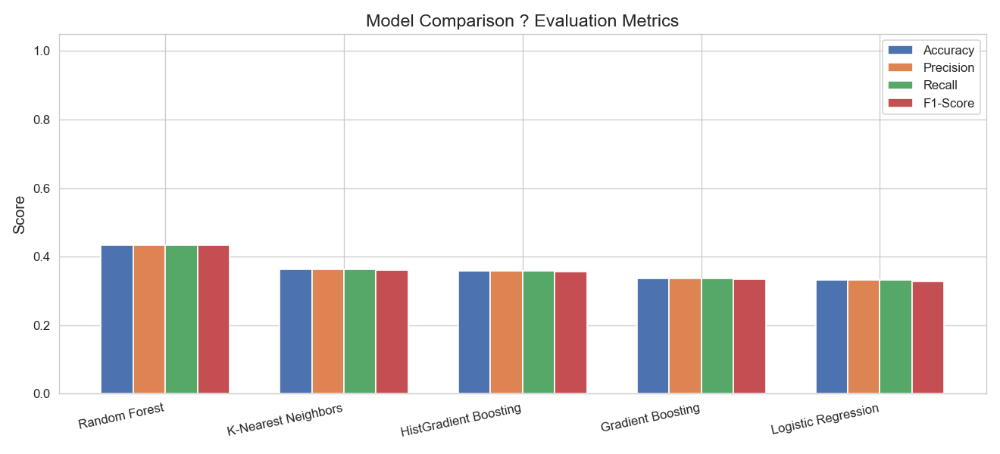 Model Comparison ? Evaluation Metrics
Accuracy
Precision
Recall
F1-Score
Score
1.0
0.8
0.6
0.4
0.2
0.0
Random Forest
K-Nearest Neighbors
HistGradient Boosting
Gradient Boosting
Logistic Regression